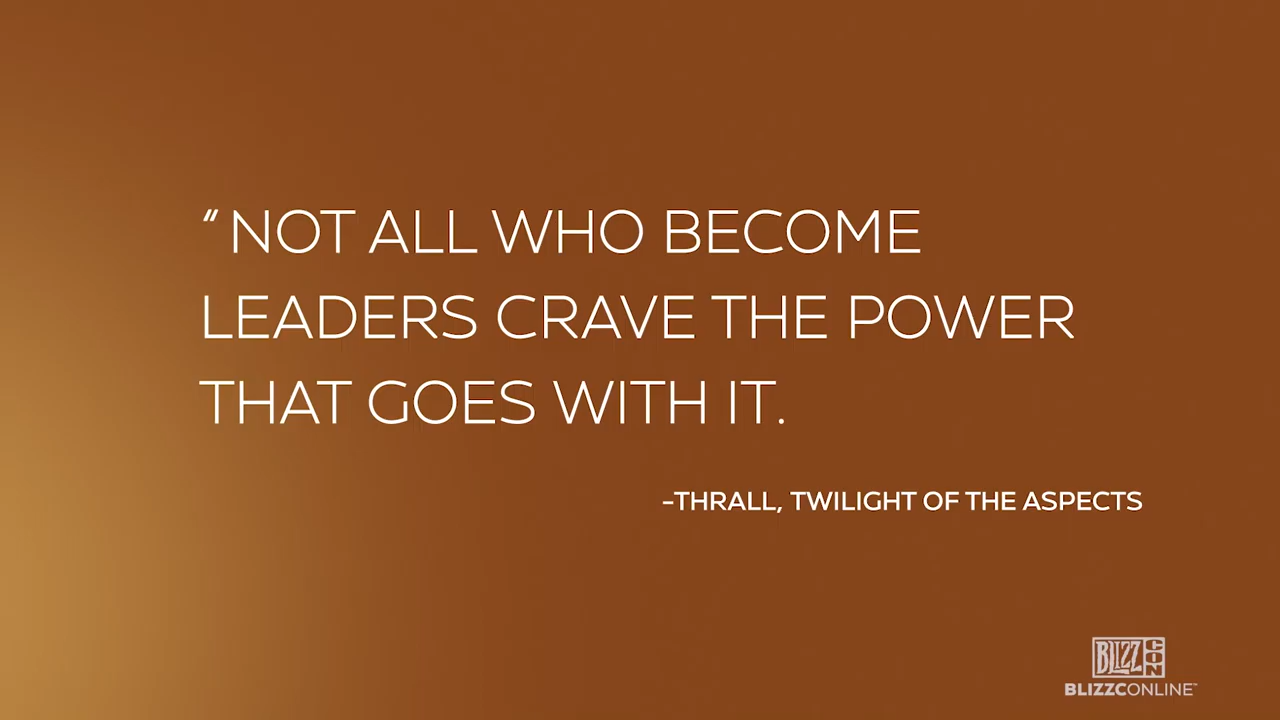 “ NOT ALL WHO BECOME
LEADERS CRAVE THE POWER
THAT GOES WITH IT.
–THRALL, TWILIGHT OF THE ASPECTS
BLIZZ CON
BLIZZCONLINE™